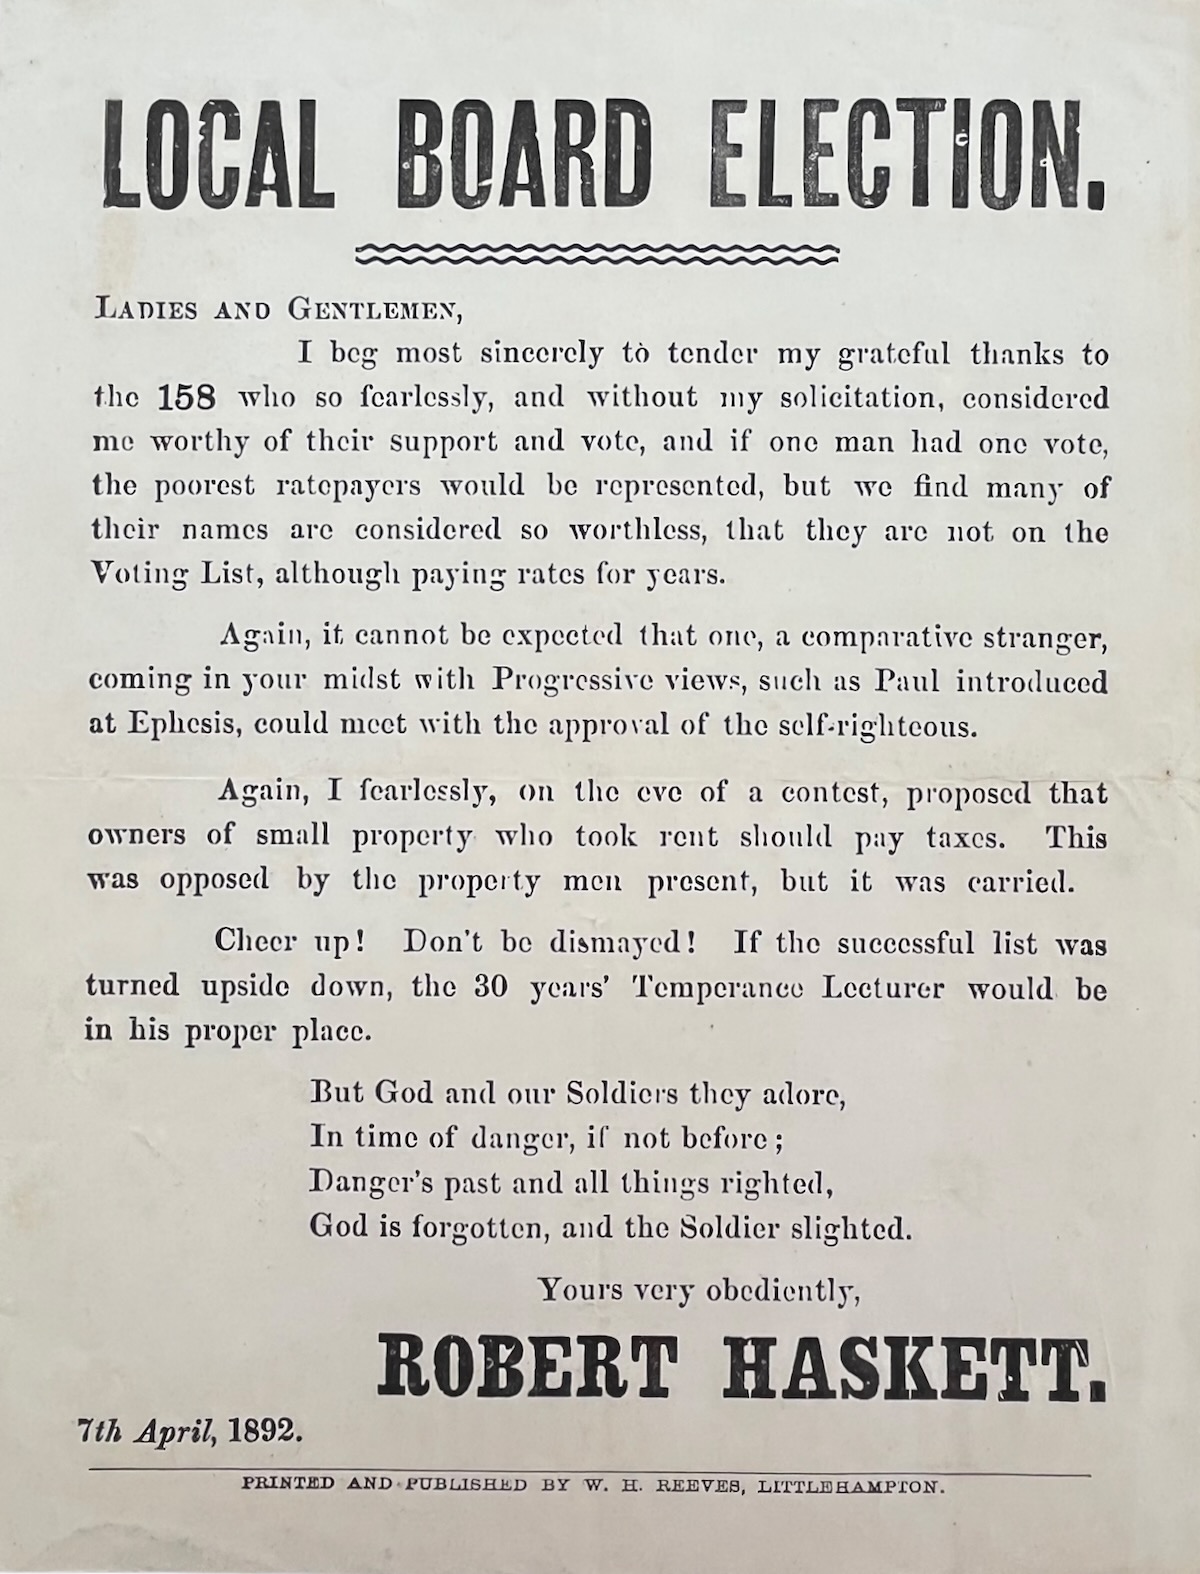 LOCAL BOARD ELECTION.
LADIES AND GENTLEMEN,
I beg most sincerely to tender my grateful thanks to
the 158 who so fearlessly, and without my solicitation, considered
me worthy of their support and vote, and if one man had one vote,
the poorest ratepayers would be represented, but we find many of
their names are considered so worthless, that they are not on the
Voting List, although paying rates for years.
Again, it cannot be expected that one, a comparative stranger,
coming in your midst with Progressive views, such as Paul introduced
at Ephesis, could meet with the approval of the self-righteous.
Again, I fearlessly, on the eve of a contest, proposed that
owners of small property who took rent should pay taxes. This
was opposed by the property men present, but it was carried.
Cheer up! Don't be dismayed! If the successful list was
turned upside down, the 30 years' Temperance Lecturer would be
in his proper place.
But God and our Soldiers they adore,
In time of danger, if not before;
Danger's past and all things righted,
God is forgotten, and the Soldier slighted.
Yours very obediently,
ROBERT HASKETT.
7th April, 1892.
PRINTED AND PUBLISHED BY W. H. REEVES, LITTLEHAMPTON.